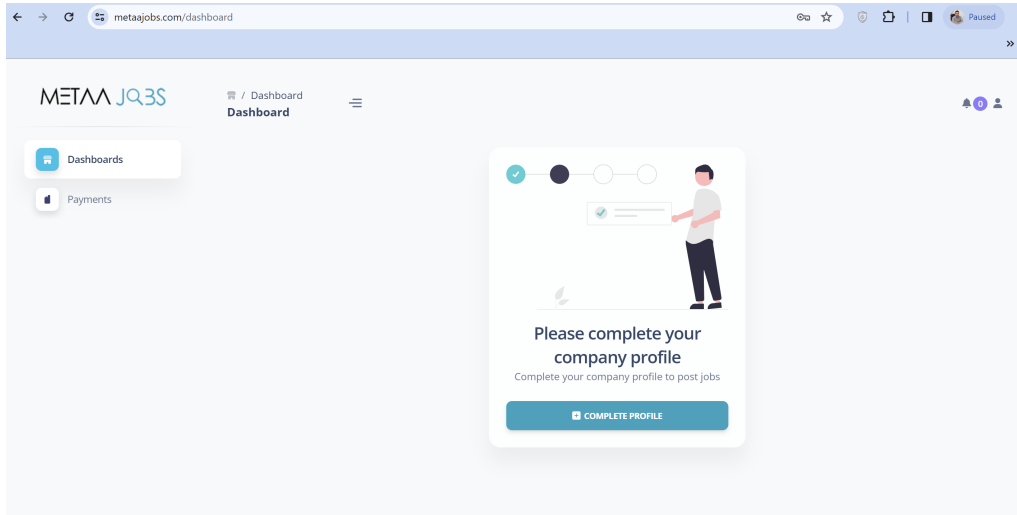 metaajobs.com/dashboard
Paused
»
METAA JOBS
/ Dashboard
Dashboard
0
Dashboards
Payments
Please complete your
company profile
Complete your company profile to post jobs
COMPLETE PROFILE